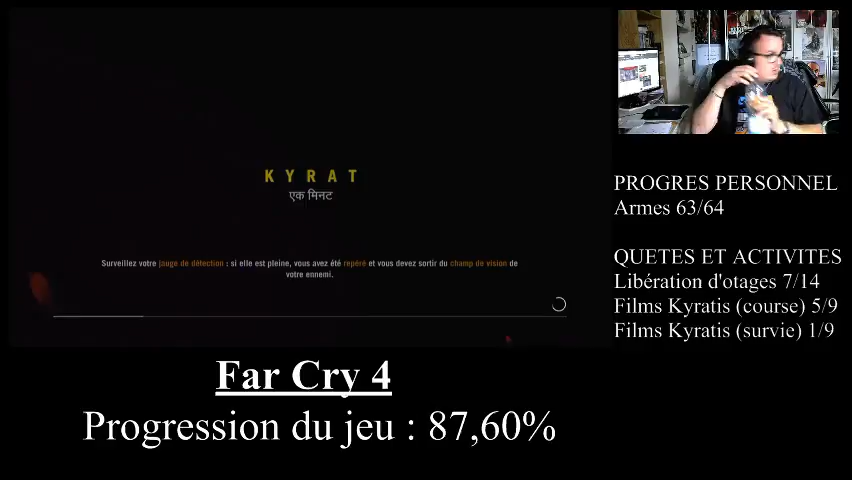 KYRAT
एक मिनट
Surveillez votre jauge de détection : si elle est pleine, vous avez été repéré et vous devez sortir du champ de vision de
votre ennemi.
PROGRES PERSONNEL
Armes 63/64
QUETES ET ACTIVITES
Libération d'otages 7/14
Films Kyratis (course) 5/9
Films Kyratis (survie) 1/9
Far Cry 4
Progression du jeu : 87,60%